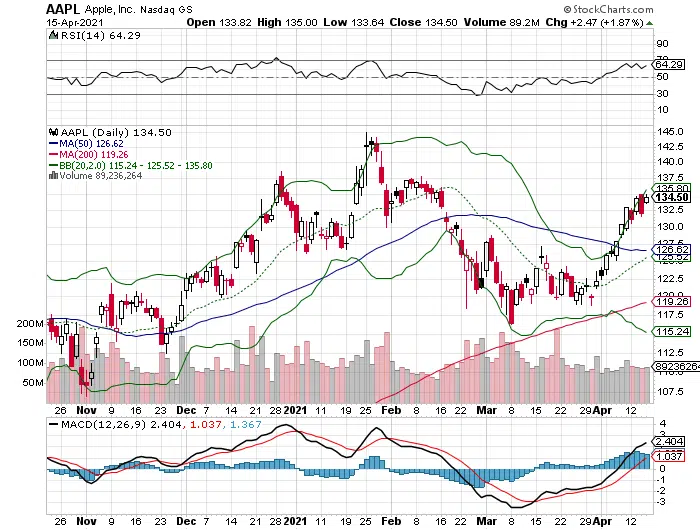 AAPL Apple, Inc. Nasdaq GS © StockCharts.com
15-Apr-2021 Open 133.82 High 135.00 Low 133.64 Close 134.50 Volume 89.2M Chg +2.47 (+1.87%)
RSI(14) 64.29
90
70
64.29
50
30
10
AAPL (Daily) 134.50
MA(50) 126.62
MA(200) 119.26
BB(20,2.0) 115.24 - 125.52 - 135.80
Volume 89,236,264
145.0
142.5
140.0
137.5
135.80
134.50
132.5
130.0
127.5
126.62
125.52
122.5
120.0
119.26
117.5
115.24
110.0
107.5
200M
150M
100M
50M
89236264
26 Nov 9 16 23 Dec 7 14 21 2021 11 19 25 Feb 8 16 22 Mar 8 15 22 29 Apr 12
MACD(12,26,9) 2.404, 1.037, 1.367
4
3
2.404
1.037
0
-1
-2
-3
26 Nov 9 16 23 Dec 7 14 21 2021 11 19 25 Feb 8 16 22 Mar 8 15 22 29 Apr 12